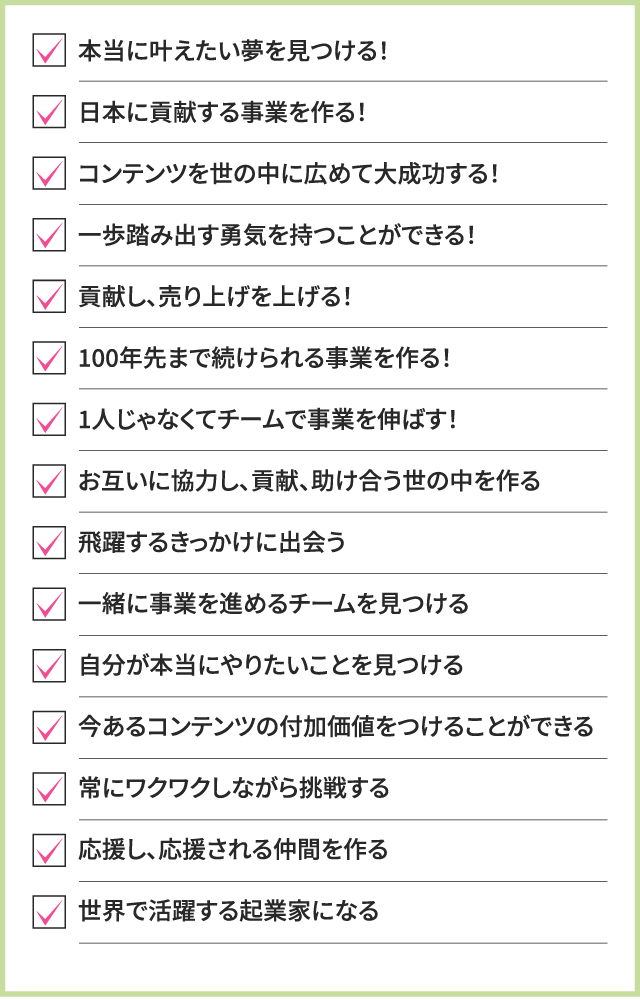 本当に叶えたい夢を見つける！
日本に貢献する事業を作る！
コンテンツを世の中に広めて大成功する！
一歩踏み出す勇気を持つことができる！
貢献し、売り上げを上げる！
100年先まで続けられる事業を作る！
1人じゃなくてチームで事業を伸ばす！
お互いに協力し、貢献、助け合う世の中を作る
飛躍するきっかけに出会う
一緒に事業を進めるチームを見つける
自分が本当にやりたいことを見つける
今あるコンテンツの付加価値をつけることができる
常にワクワクしながら挑戦する
応援し、応援される仲間を作る
世界で活躍する起業家になる